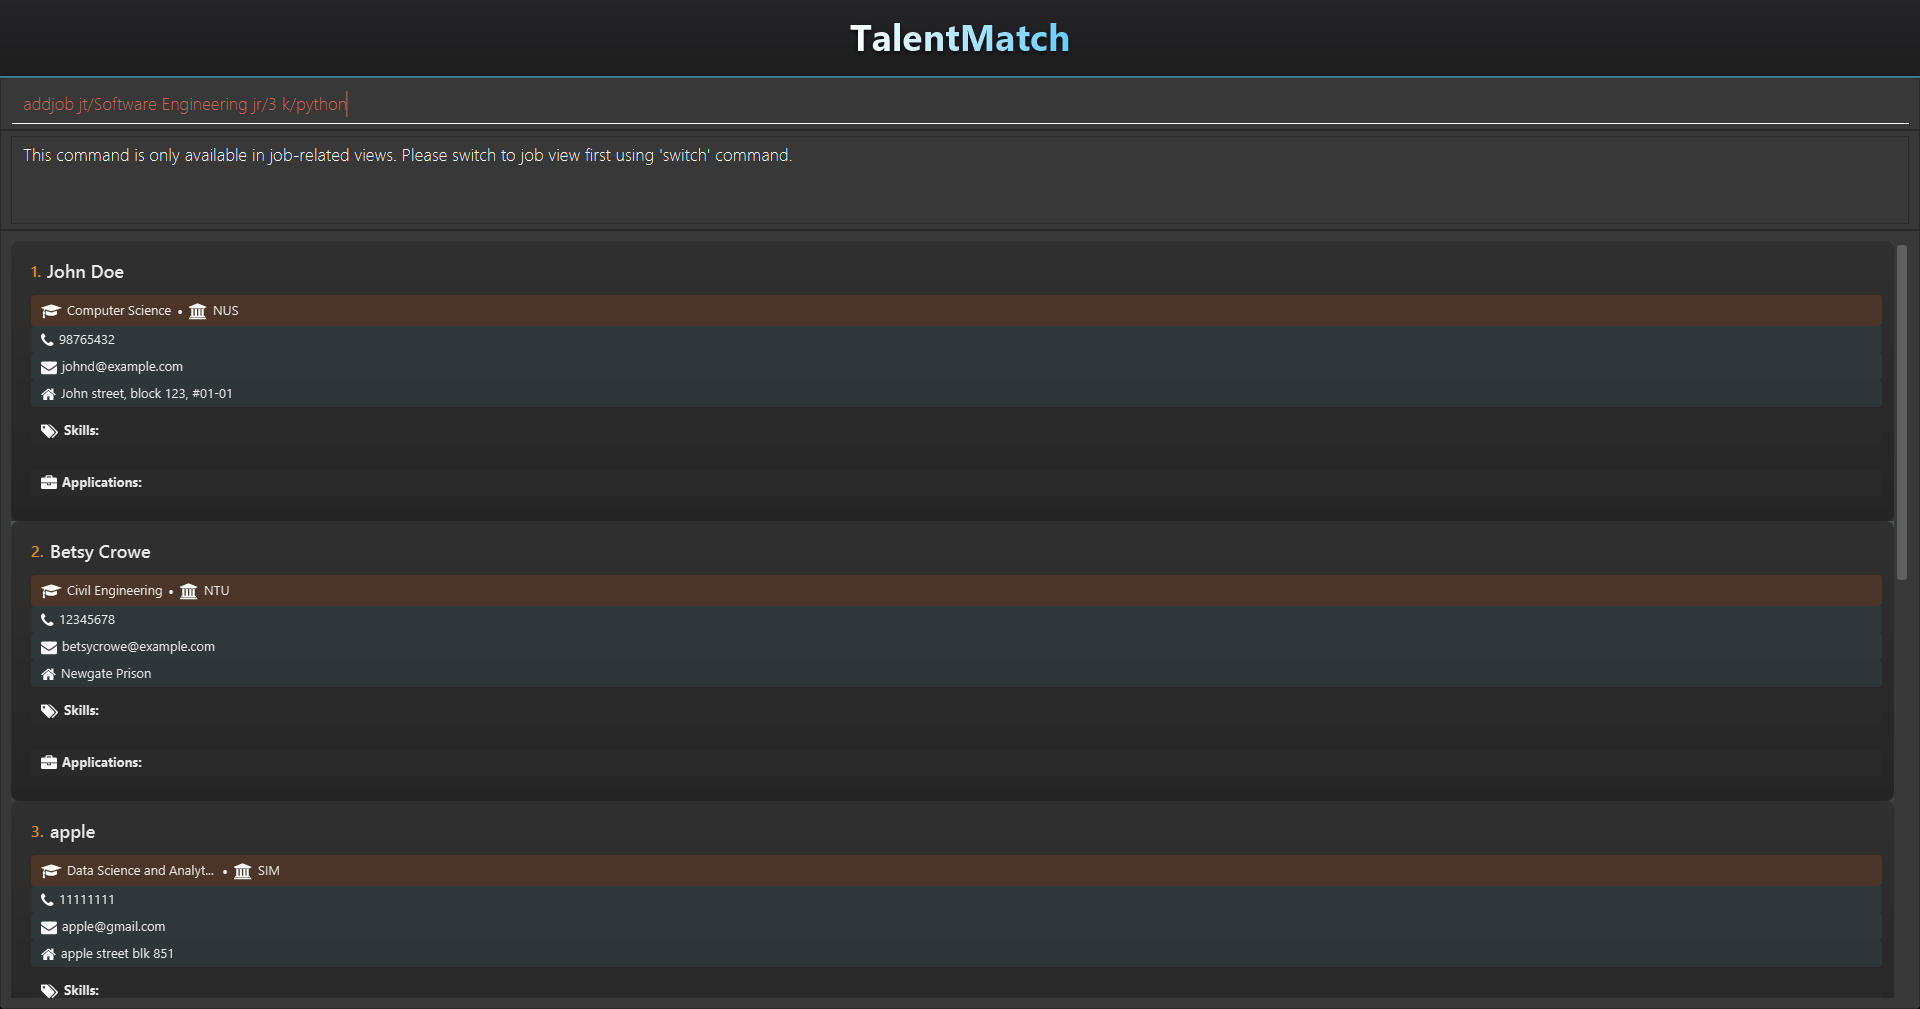 TalentMatch
addjob jt/Software Engineering jr/3 k/python
This command is only available in job-related views. Please switch to job view first using 'switch' command.
1. John Doe
Computer Science • NUS
98765432
johnd@example.com
John street, block 123, #01-01
Skills:
Applications:
2. Betsy Crowe
Civil Engineering • NTU
12345678
betsycrowe@example.com
Newgate Prison
Skills:
Applications:
3. apple
Data Science and Analyt... • SIM
11111111
apple@gmail.com
apple street blk 851
Skills: